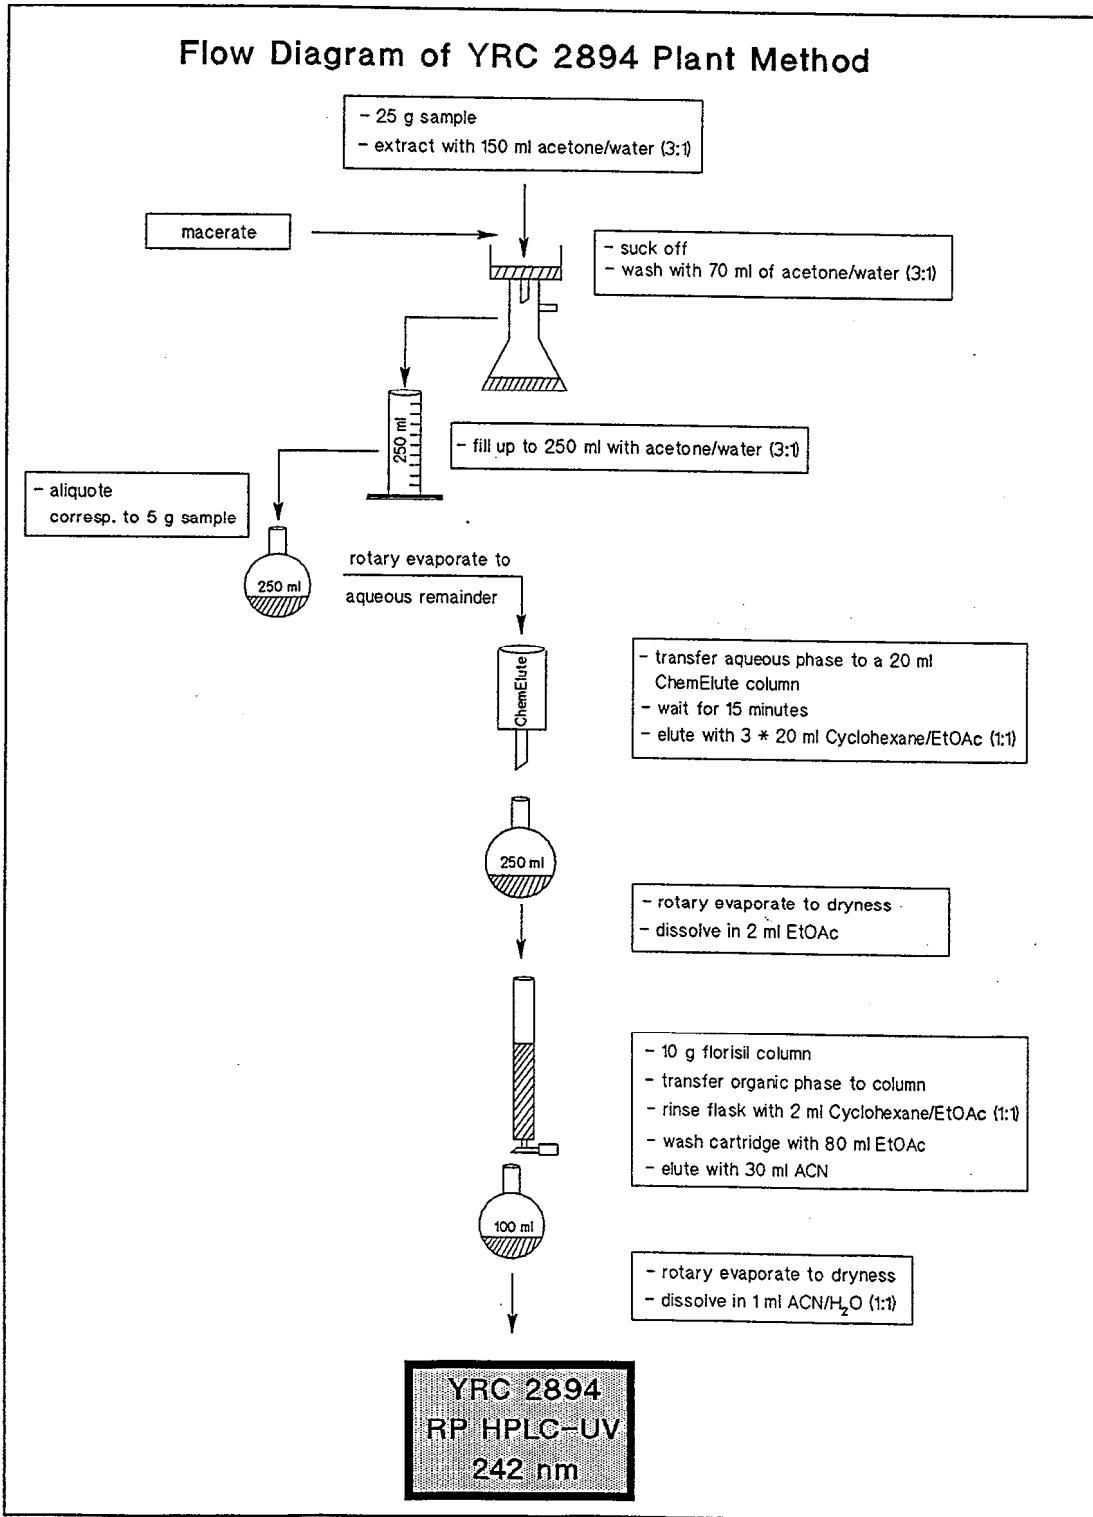 Flow Diagram of YRC 2894 Plant Method
- 25 g sample
- extract with 150 ml acetone/water (3:1)
macerate
- suck off
- wash with 70 ml of acetone/water (3:1)
250 ml
- fill up to 250 ml with acetone/water (3:1)
- aliquote
corresp. to 5 g sample
250 ml
rotary evaporate to
aqueous remainder
ChemElute
- transfer aqueous phase to a 20 ml
ChemElute column
- wait for 15 minutes
- elute with 3 * 20 ml Cyclohexane/EtOAc (1:1)
250 ml
- rotary evaporate to dryness
- dissolve in 2 ml EtOAc
- 10 g florisil column
- transfer organic phase to column
- rinse flask with 2 ml Cyclohexane/EtOAc (1:1)
- wash cartridge with 80 ml EtOAc
- elute with 30 ml ACN
100 ml
- rotary evaporate to dryness
- dissolve in 1 ml ACN/H₂O (1:1)
YRC 2894
RP HPLC-UV
242 nm